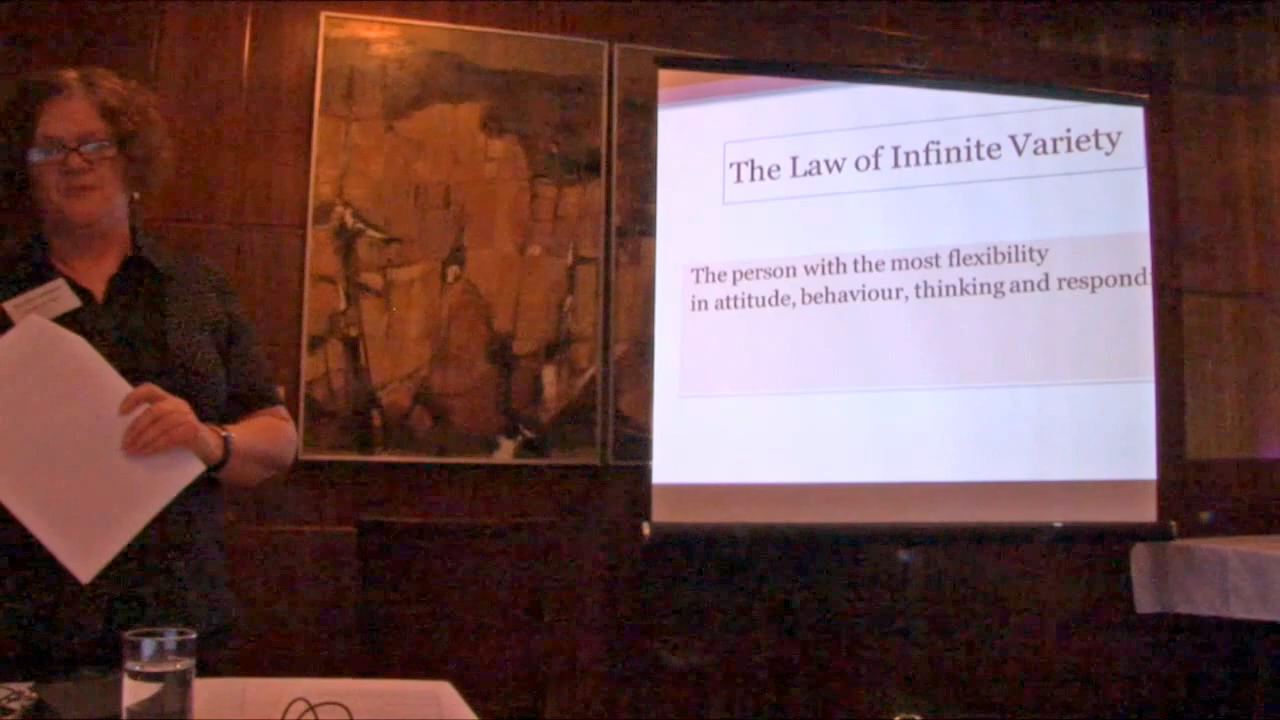 The Law of Infinite Variety
The person with the most flexibility
in attitude, behaviour, thinking and respond